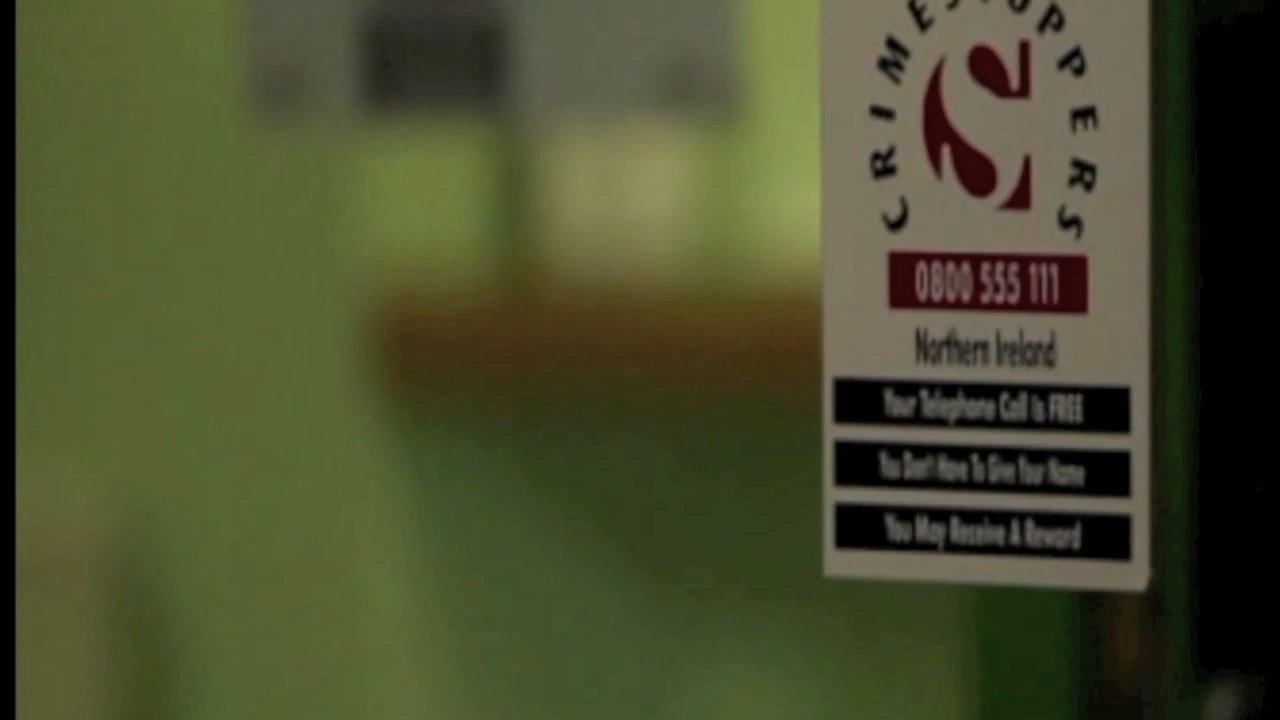 CRIMESTOPPERS
0800 555 111
Northern Ireland
Your Telephone Call Is FREE
You Don't Have To Give Your Name
You May Receive A Reward